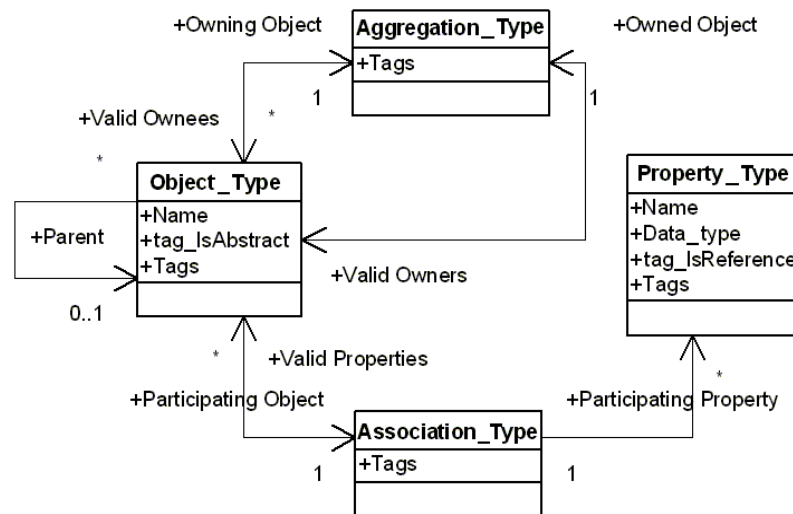 +Owning Object
Aggregation_Type
+Owned Object
+Tags
1
1
+Valid Ownees
*
*
Object_Type
+Name
+tag_IsAbstract
+Tags
+Parent
0..1
+Valid Owners
Property_Type
+Name
+Data_type
+tag_IsReference
+Tags
*
+Valid Properties
+Participating Object
*
+Participating Property
Association_Type
+Tags
1
1